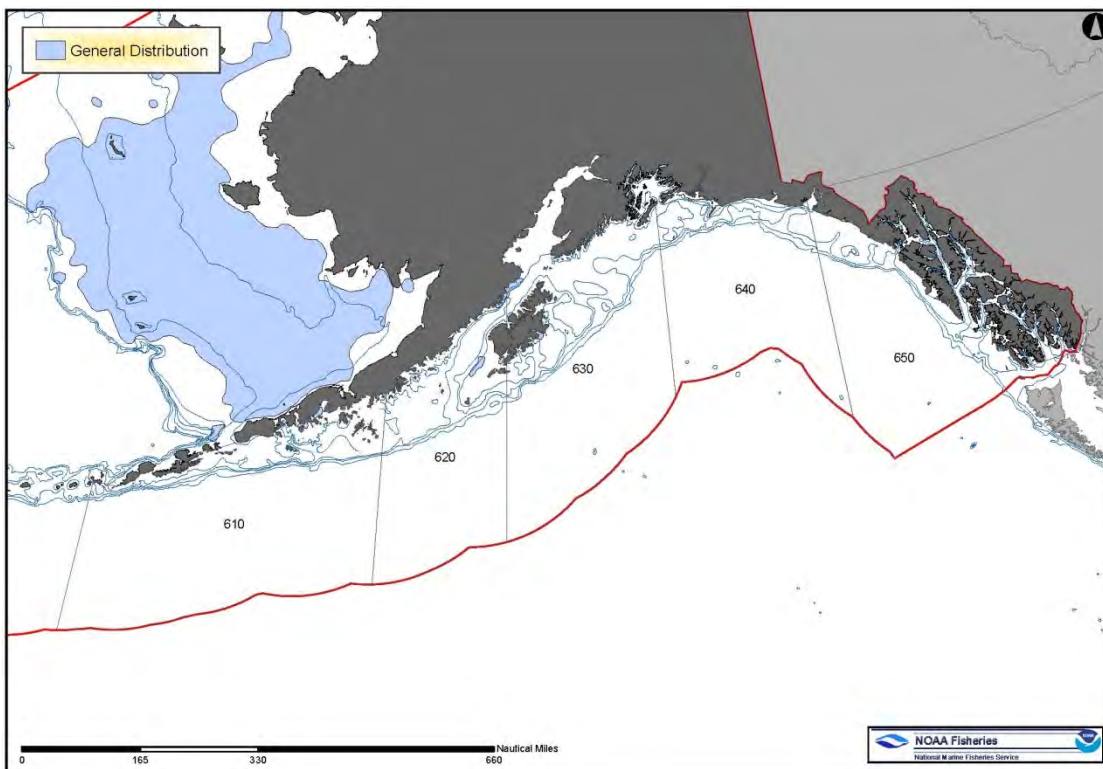 General Distribution
640
650
630
620
610
Nautical Miles
0 165 330 660
NOAA Fisheries
National Marine Fisheries Service